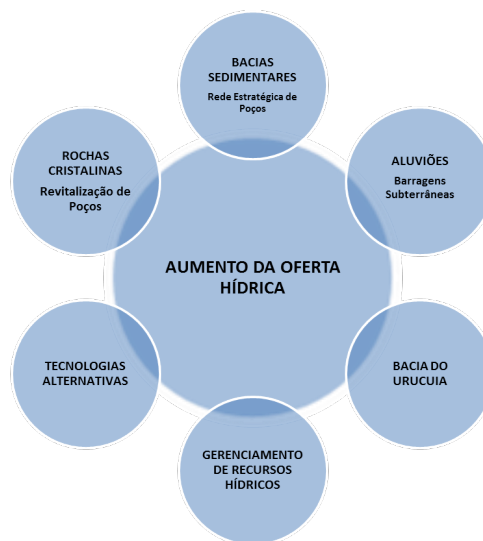 BACIAS
SEDIMENTARES
Rede Estratégica de
Poços
ALUVIÕES
Barragens
Subterrâneas
BACIA DO
URUCUIA
GERENCIAMENTO
DE RECURSOS
HÍDRICOS
TECNOLOGIAS
ALTERNATIVAS
ROCHAS
CRISTALINAS
Revitalização de
Poços
AUMENTO DA OFERTA
HÍDRICA